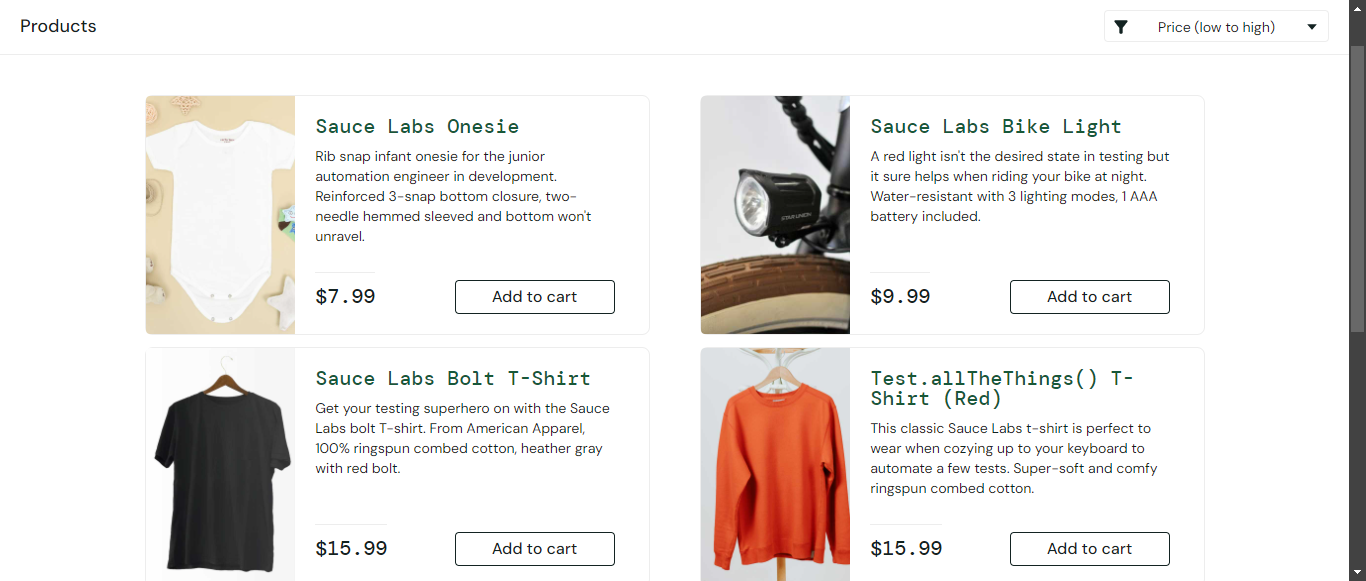 Products
Price (low to high)
Sauce Labs Onesie
Rib snap infant onesie for the junior
automation engineer in development.
Reinforced 3-snap bottom closure, two-
needle hemmed sleeved and bottom won't
unravel.
$7.99
Add to cart
Sauce Labs Bike Light
A red light isn't the desired state in testing but
it sure helps when riding your bike at night.
Water-resistant with 3 lighting modes, 1 AAA
battery included.
$9.99
Add to cart
STAR UNION
Sauce Labs Bolt T-Shirt
Get your testing superhero on with the Sauce
Labs bolt T-shirt. From American Apparel,
100% ringspun combed cotton, heather gray
with red bolt.
$15.99
Add to cart
Test.allTheThings() T-
Shirt (Red)
This classic Sauce Labs t-shirt is perfect to
wear when cozying up to your keyboard to
automate a few tests. Super-soft and comfy
ringspun combed cotton.
$15.99
Add to cart